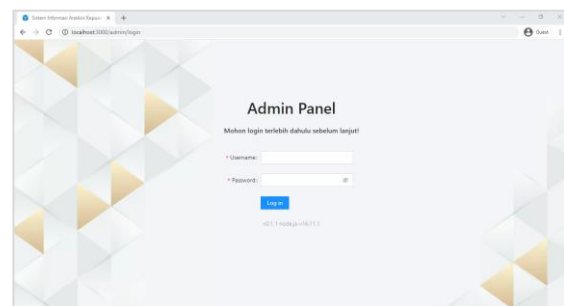 Sistem Informasi Analisis Kepuas
localhost:3000/admin/login
Guest
Admin Panel
Mohon login terlebih dahulu sebelum lanjut!
* Username:
* Password:
Log in